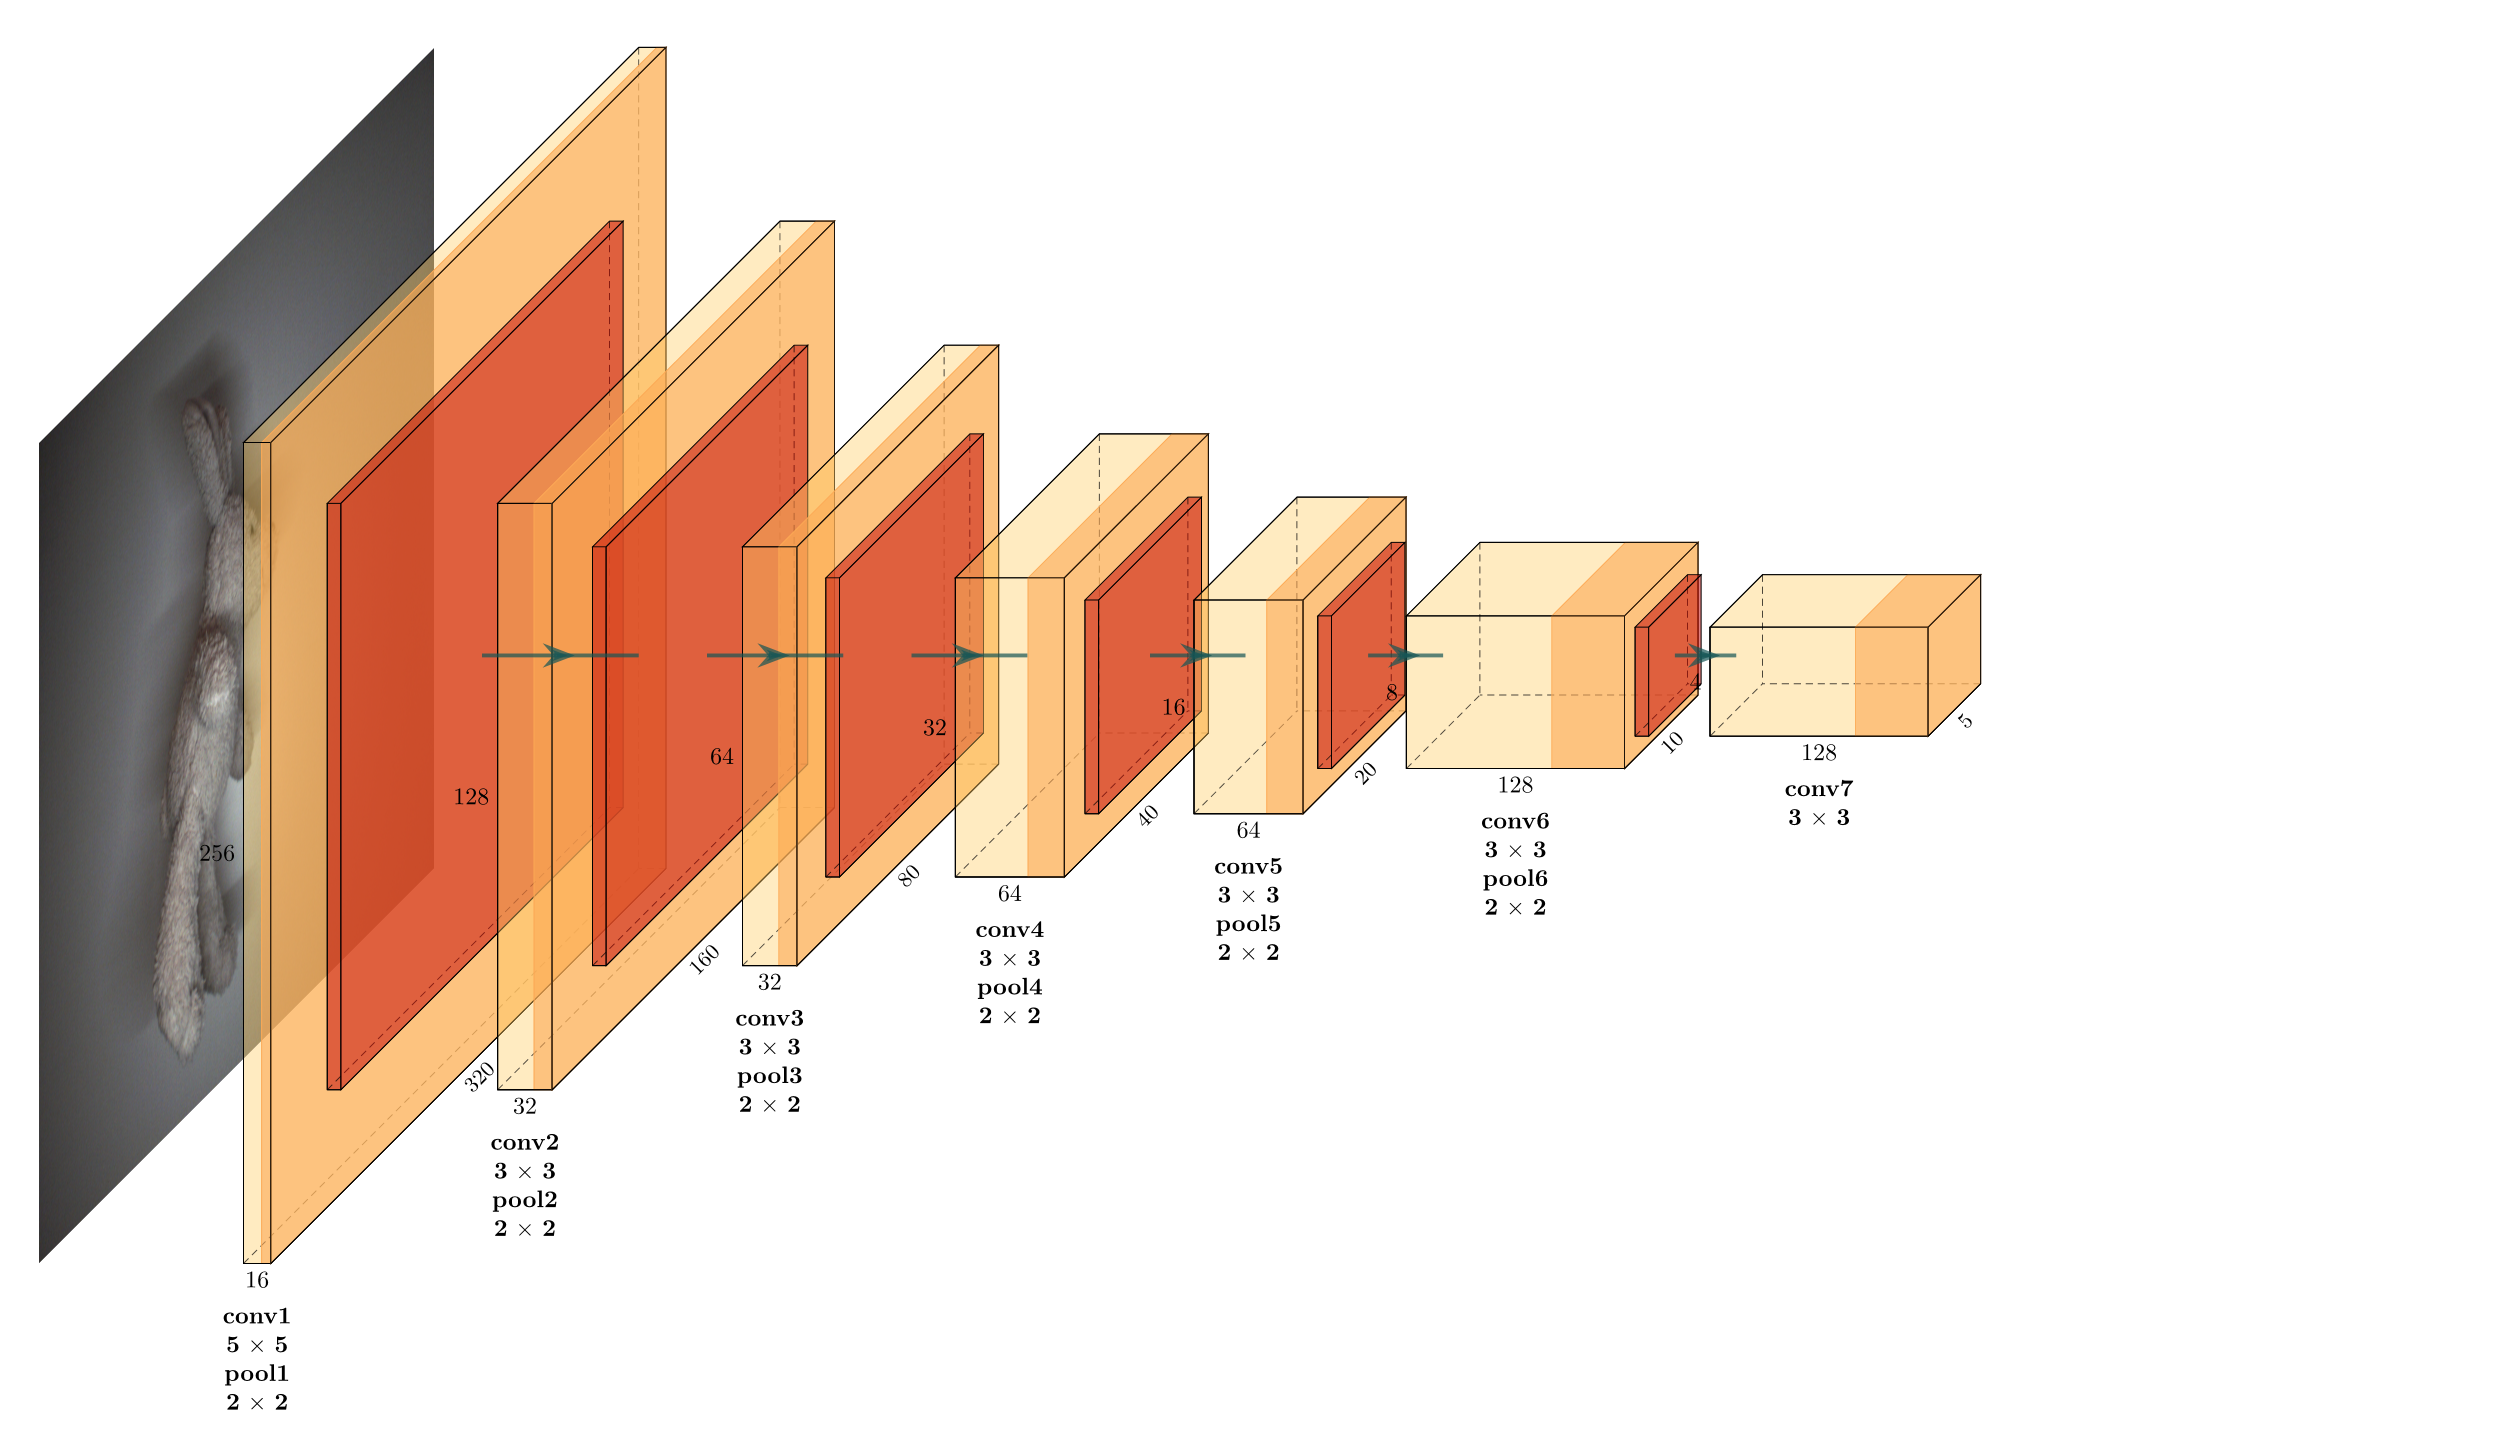 256
320
16
conv1
5 × 5
pool1
2 × 2
128
160
32
conv2
3 × 3
pool2
2 × 2
64
80
32
conv3
3 × 3
pool3
2 × 2
32
40
64
conv4
3 × 3
pool4
2 × 2
16
20
64
conv5
3 × 3
pool5
2 × 2
8
10
128
conv6
3 × 3
pool6
2 × 2
4
5
128
conv7
3 × 3